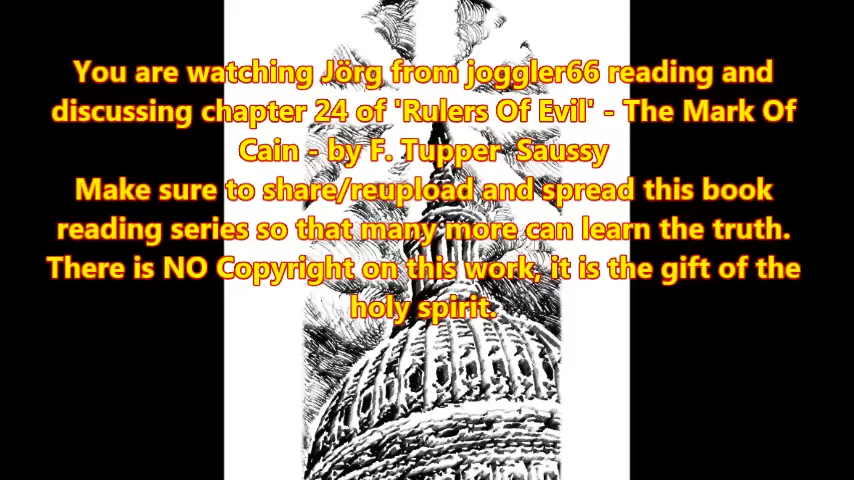 You are watching Jörg from joggler66 reading and
discussing chapter 24 of 'Rulers Of Evil' - The Mark Of
Cain - by F. Tupper Saussy
Make sure to share/reupload and spread this book
reading series so that many more can learn the truth.
There is NO Copyright on this work, it is the gift of the
holy spirit.